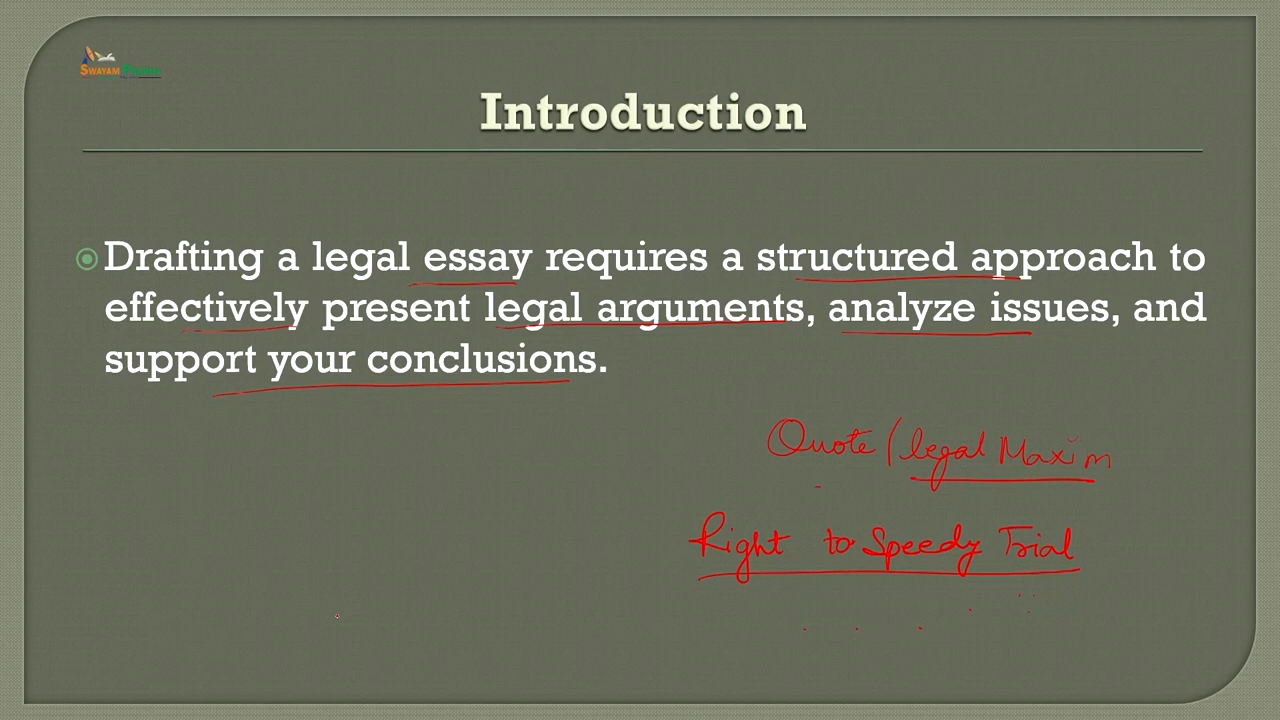 Introduction
Drafting a legal essay requires a structured approach to
effectively present legal arguments, analyze issues, and
support your conclusions.
Quote / legal Maxim
Right to Speedy Trial